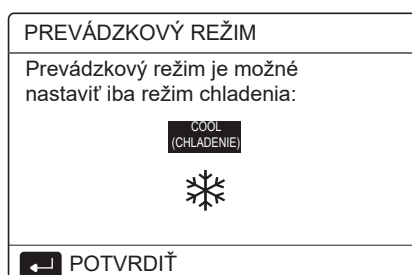 PREVÁDZKOVÝ REŽIM
Prevádzkový režim je možné
nastaviť iba režim chladenia:
COOL
(CHLADENIE)
POTVRDIŤ